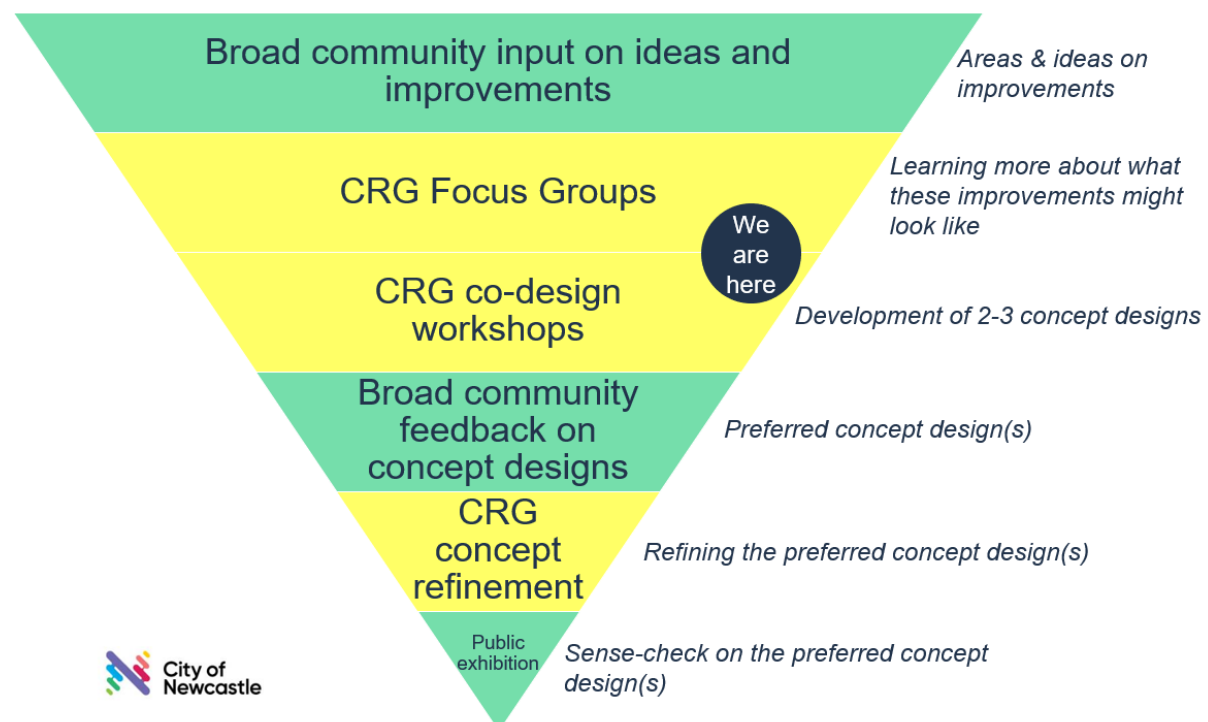 Broad community input on ideas and
improvements
Areas & ideas on
improvements
CRG Focus Groups
Learning more about what
these improvements might
look like
We
are
here
CRG co-design
workshops
Development of 2-3 concept designs
Broad community
feedback on
concept designs
Preferred concept design(s)
CRG
concept
refinement
Refining the preferred concept design(s)
Public
exhibition
Sense-check on the preferred concept
design(s)
City of
Newcastle